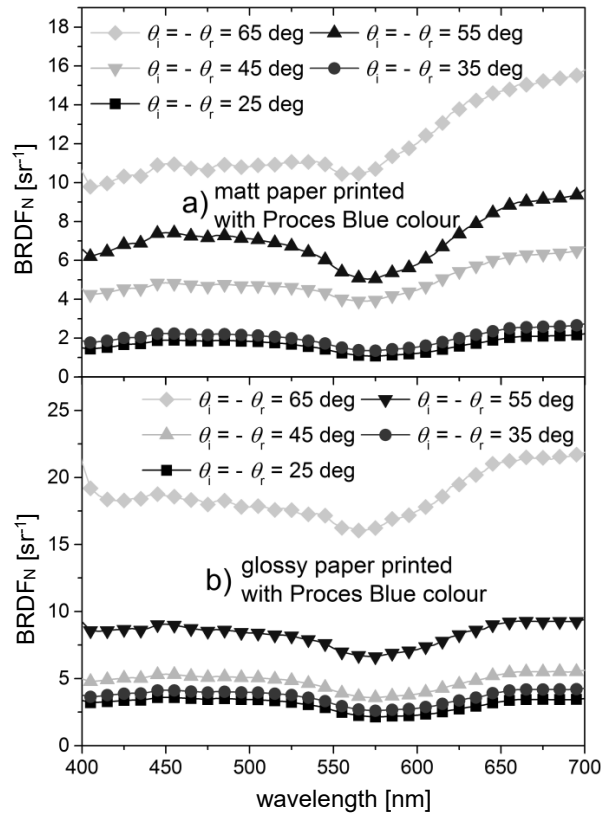 18
θi = - θr = 65 deg θi = - θr = 55 deg
16
θi = - θr = 45 deg θi = - θr = 35 deg
14
θi = - θr = 25 deg
12
10
a) matt paper printed
with Proces Blue colour
8
6
4
2
0
BRDFN [sr-1]
θi = - θr = 65 deg θi = - θr = 55 deg
25
θi = - θr = 45 deg θi = - θr = 35 deg
θi = - θr = 25 deg
20
15
b) glossy paper printed
with Proces Blue colour
10
5
0
BRDFN [sr-1]
400 450 500 550 600 650 700
wavelength [nm]